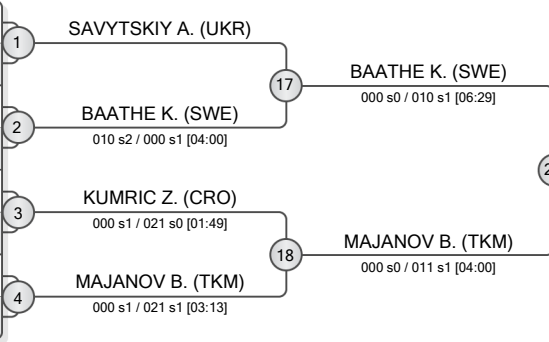 SAVYTSKIY A. (UKR)
1
17
BAATHE K. (SWE)
000 s0 / 010 s1 [06:29]
BAATHE K. (SWE)
2
010 s2 / 000 s1 [04:00]
2
KUMRIC Z. (CRO)
3
000 s1 / 021 s0 [01:49]
18
MAJANOV B. (TKM)
000 s0 / 011 s1 [04:00]
MAJANOV B. (TKM)
4
000 s1 / 021 s1 [03:13]